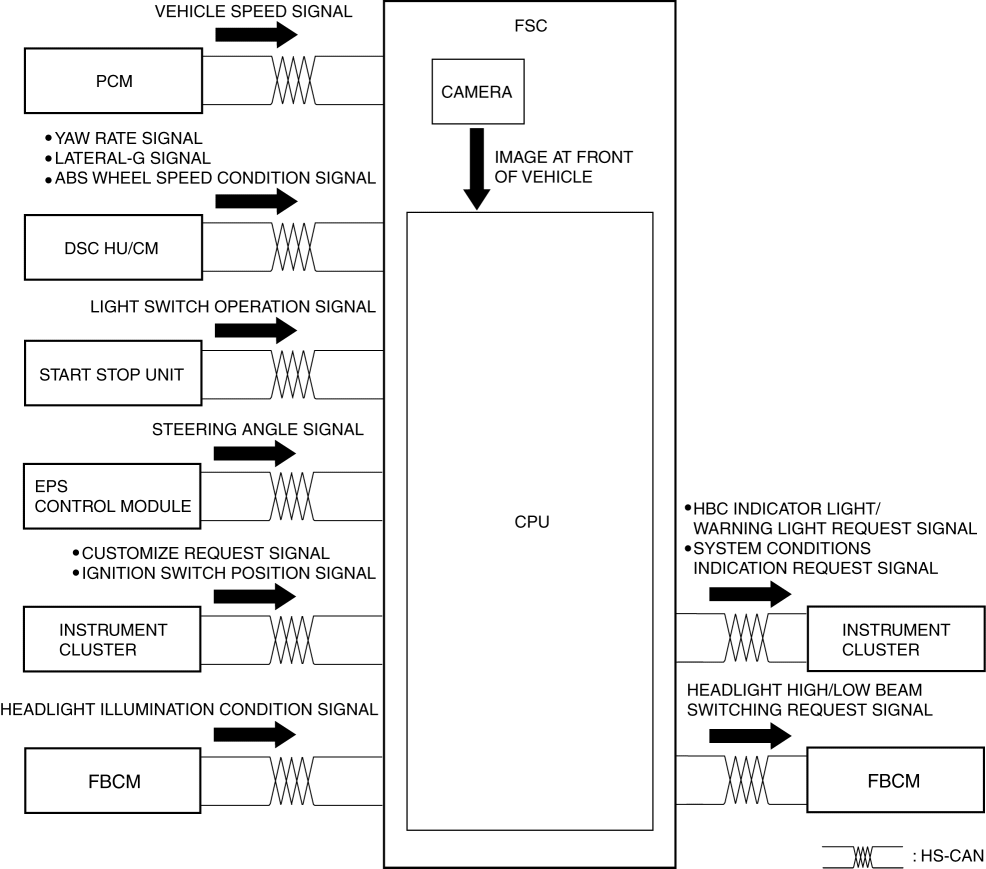 VEHICLE SPEED SIGNAL
PCM
• YAW RATE SIGNAL
• LATERAL-G SIGNAL
• ABS WHEEL SPEED CONDITION SIGNAL
DSC HU/CM
LIGHT SWITCH OPERATION SIGNAL
START STOP UNIT
STEERING ANGLE SIGNAL
EPS
CONTROL MODULE
• CUSTOMIZE REQUEST SIGNAL
• IGNITION SWITCH POSITION SIGNAL
INSTRUMENT
CLUSTER
HEADLIGHT ILLUMINATION CONDITION SIGNAL
FBCM
FSC
CAMERA
IMAGE AT FRONT
OF VEHICLE
CPU
• HBC INDICATOR LIGHT/
WARNING LIGHT REQUEST SIGNAL
• SYSTEM CONDITIONS
INDICATION REQUEST SIGNAL
INSTRUMENT
CLUSTER
HEADLIGHT HIGH/LOW BEAM
SWITCHING REQUEST SIGNAL
FBCM
: HS-CAN